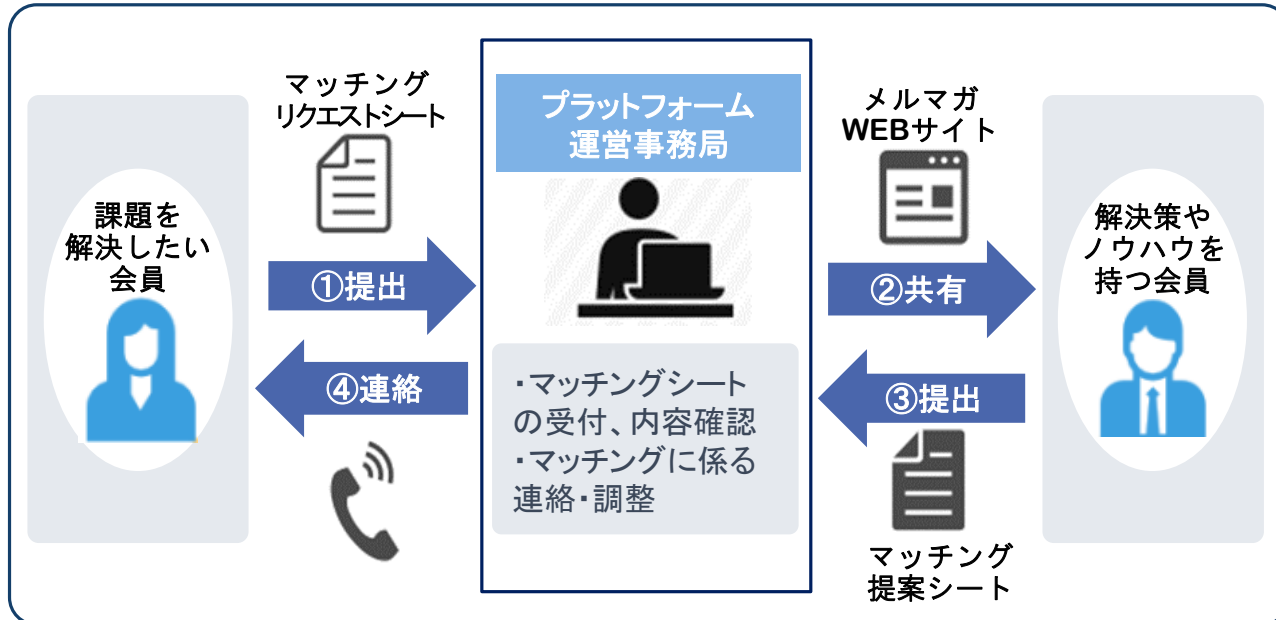 マッチング
リクエストシート
プラットフォーム
運営事務局
メルマガ
WEBサイト
課題を
解決したい
会員
①提出
②共有
解決策や
ノウハウを
持つ会員
④連絡
・マッチングシート
の受付、内容確認
・マッチングに係る
連絡・調整
③提出
マッチング
提案シート